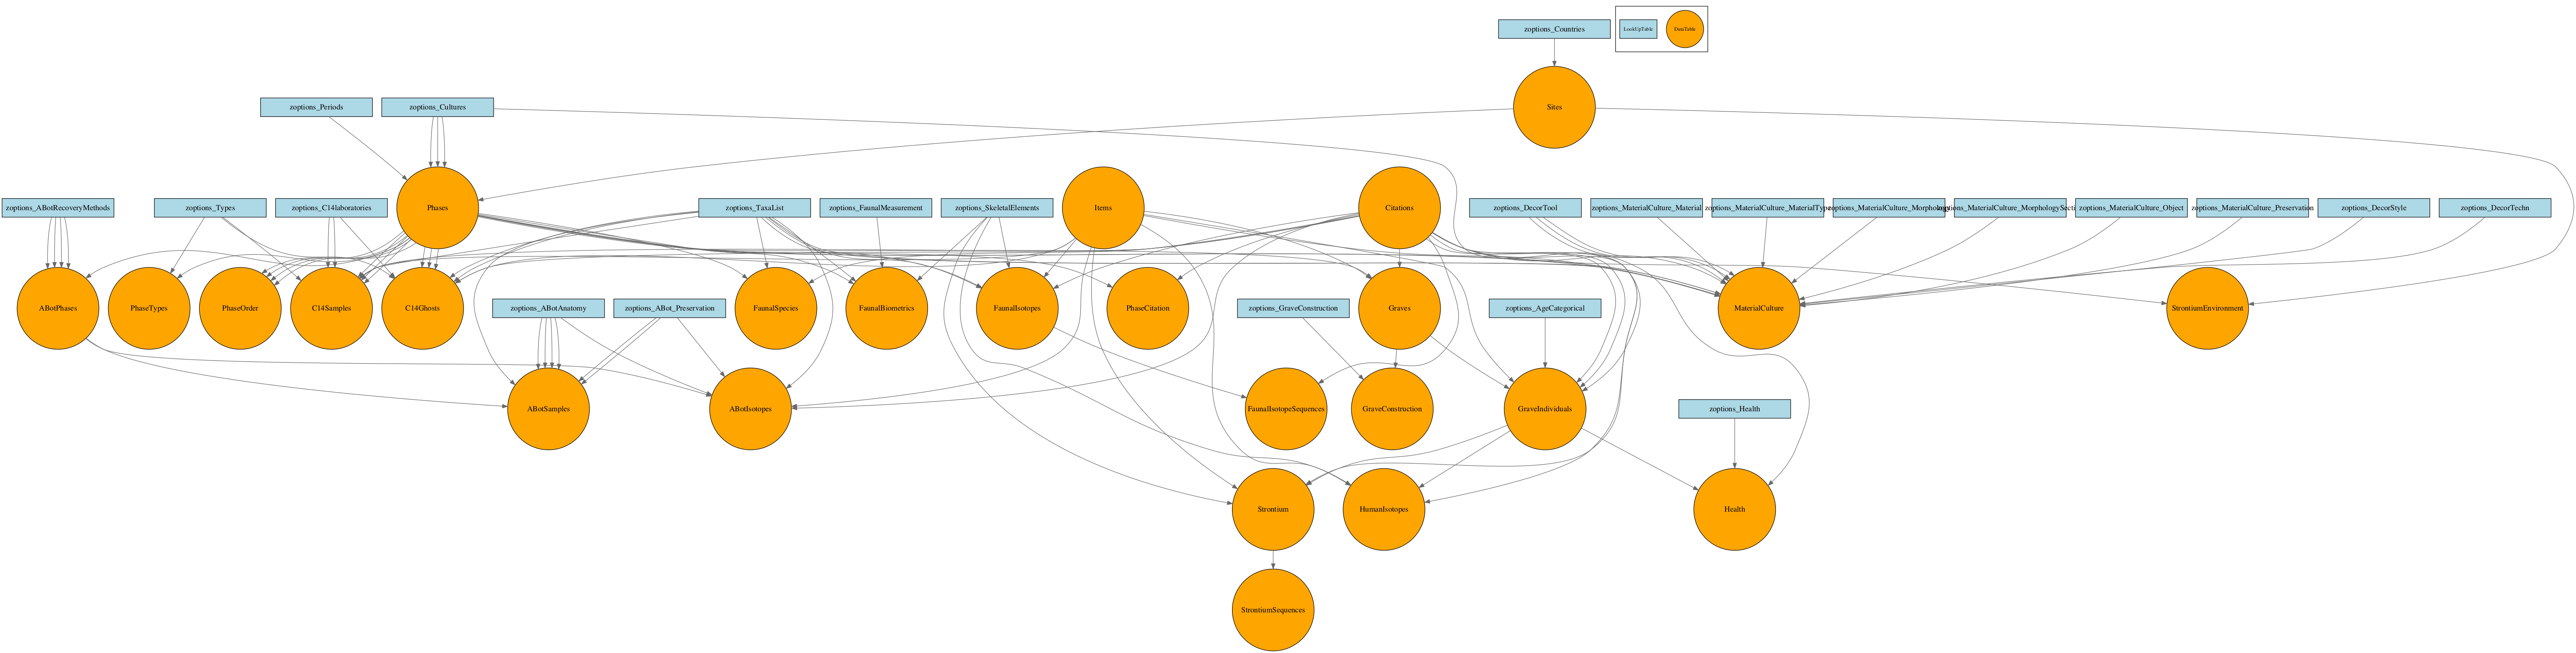 zoptions_Countries
LookUpTable
DataTable
zoptions_Periods
zoptions_Cultures
Sites
zoptions_ABotRecoveryMethods
zoptions_Types
zoptions_C14laboratories
Phases
zoptions_TaxaList
zoptions_FaunalMeasurement
zoptions_SkeletalElements
Items
Citations
zoptions_DecorTool
zoptions_MaterialCulture_Material
zoptions_MaterialCulture_MaterialType
zoptions_MaterialCulture_Morphology
zoptions_MaterialCulture_Object
zoptions_MaterialCulture_Preservation
zoptions_DecorStyle
zoptions_DecorTechn
ABotPhases
PhaseTypes
PhaseOrder
C14Samples
C14Ghosts
zoptions_ABotAnatomy
zoptions_ABot_Preservation
FaunalSpecies
FaunalBiometrics
FaunalIsotopes
PhaseCitation
zoptions_GraveConstruction
Graves
zoptions_AgeCategorical
MaterialCulture
StrontiumEnvironment
ABotSamples
ABotIsotopes
FaunalIsotopeSequences
GraveConstruction
GraveIndividuals
zoptions_Health
Strontium
HumanIsotopes
Health
StrontiumSequences